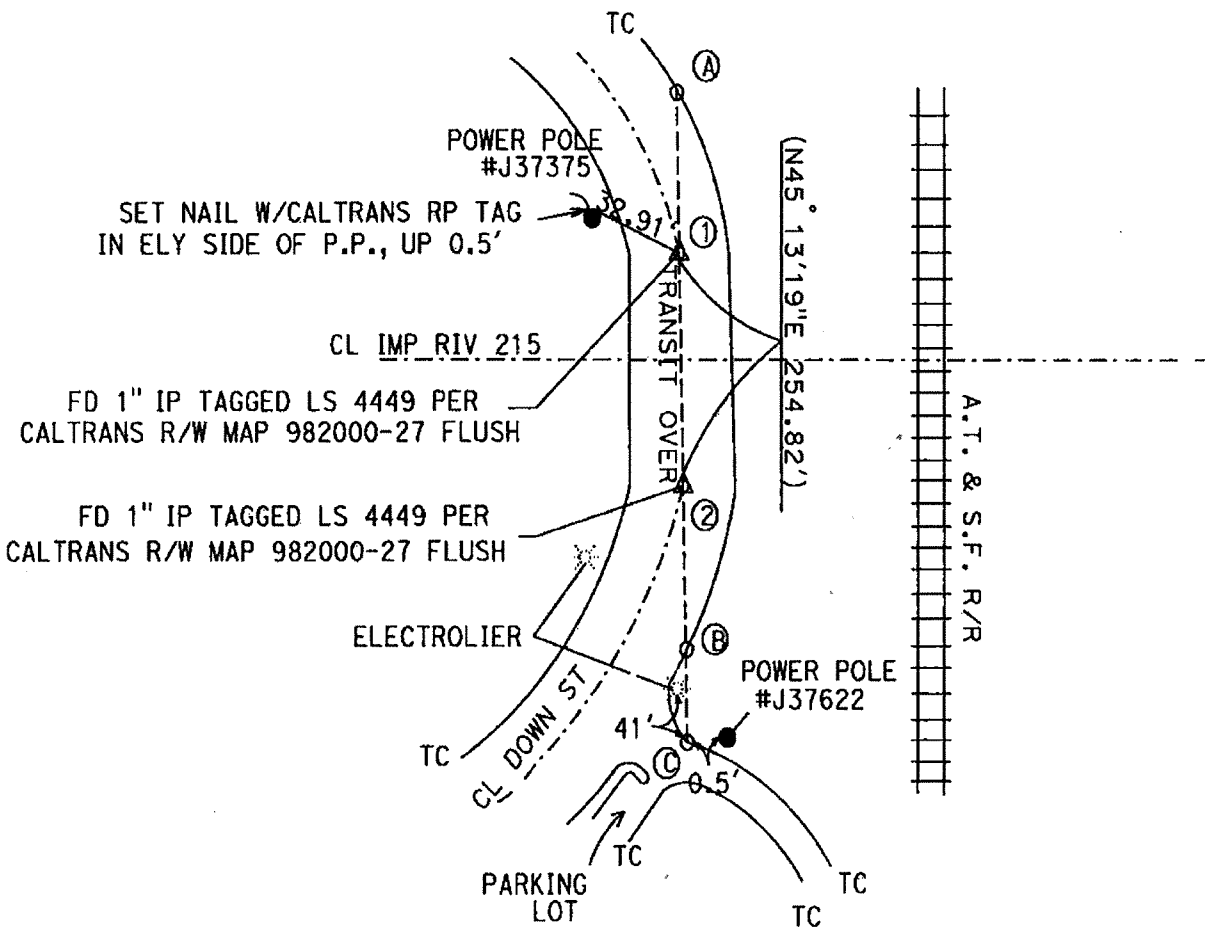 TC
Ⓐ
POWER POLE
#J37375
38.91'
SET NAIL W/CALTRANS RP TAG
IN ELY SIDE OF P.P., UP 0.5'
①
(N45° 13'19"E 254.82')
TRANSIT OVER
CL IMP RIV 215
FD 1" IP TAGGED LS 4449 PER
CALTRANS R/W MAP 982000-27 FLUSH
A.T. & S.F. R/R
②
FD 1" IP TAGGED LS 4449 PER
CALTRANS R/W MAP 982000-27 FLUSH
ELECTROLIER
Ⓑ
POWER POLE
#J37622
CL DOWN ST
41'
TC
Ⓒ
0.5'
PARKING
LOT
TC
TC
TC